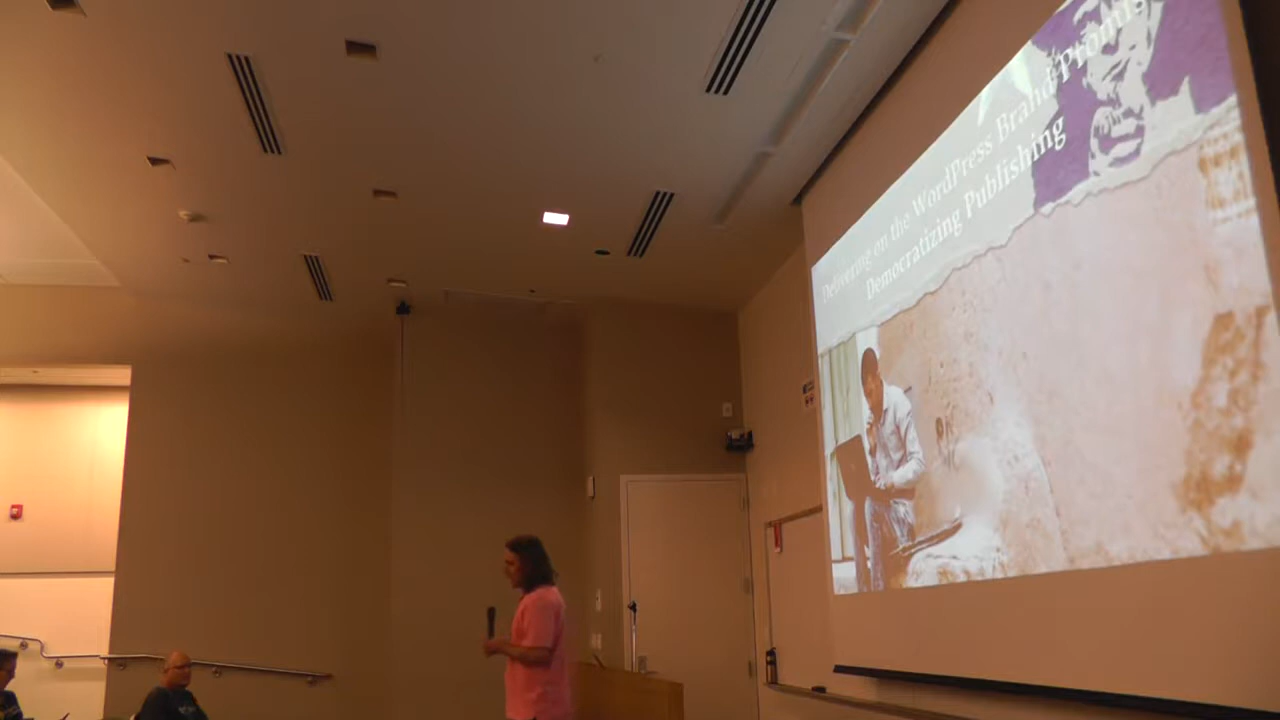 Delivering on the WordPress Brand Promise
Democratizing Publishing